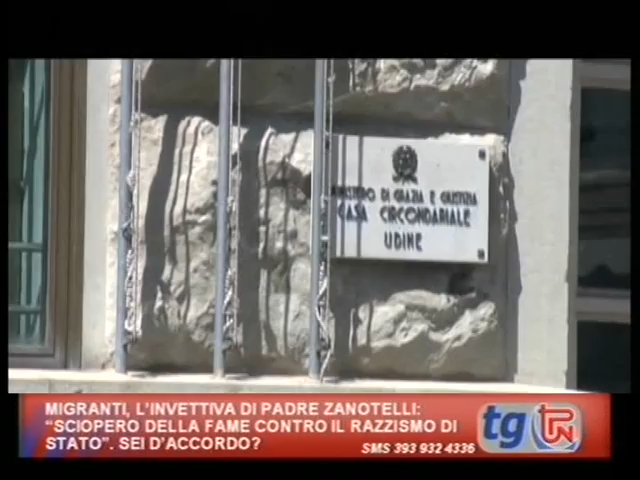 MINISTERO DI GRAZIA E GIUSTIZIA
CASA CIRCONDARIALE
UDINE
MIGRANTI, L'INVETTIVA DI PADRE ZANOTELLI:
"SCIOPERO DELLA FAME CONTRO IL RAZZISMO DI
STATO". SEI D'ACCORDO?
SMS 393 932 4336
tg TPN